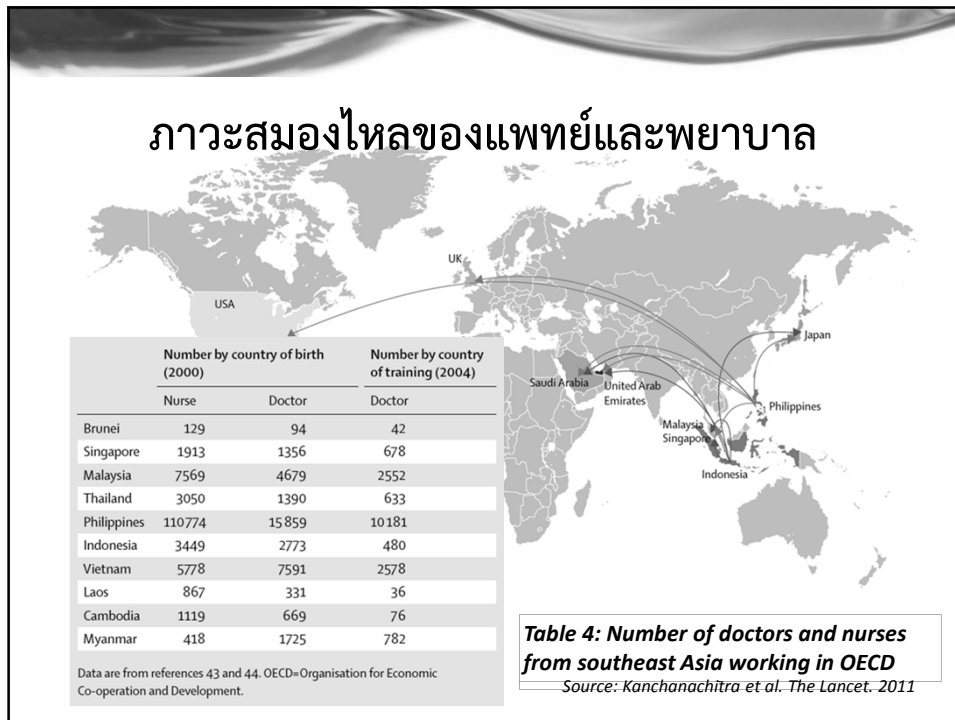 ภาวะสมองไหลของแพทย์และพยาบาล
UK
USA
Japan
Saudi Arabia
United Arab
Emirates
Philippines
Malaysia
Singapore
Indonesia
Number by country of birth Number by country
(2000) of training (2004)
Nurse Doctor Doctor
Brunei 129 94 42
Singapore 1913 1356 678
Malaysia 7569 4679 2552
Thailand 3050 1390 633
Philippines 110774 15859 10181
Indonesia 3449 2773 480
Vietnam 5778 7591 2578
Laos 867 331 36
Cambodia 1119 669 76
Myanmar 418 1725 782
Data are from references 43 and 44. OECD=Organisation for Economic
Co-operation and Development.
Table 4: Number of doctors and nurses
from southeast Asia working in OECD
Source: Kanchanachitra et al. The Lancet. 2011